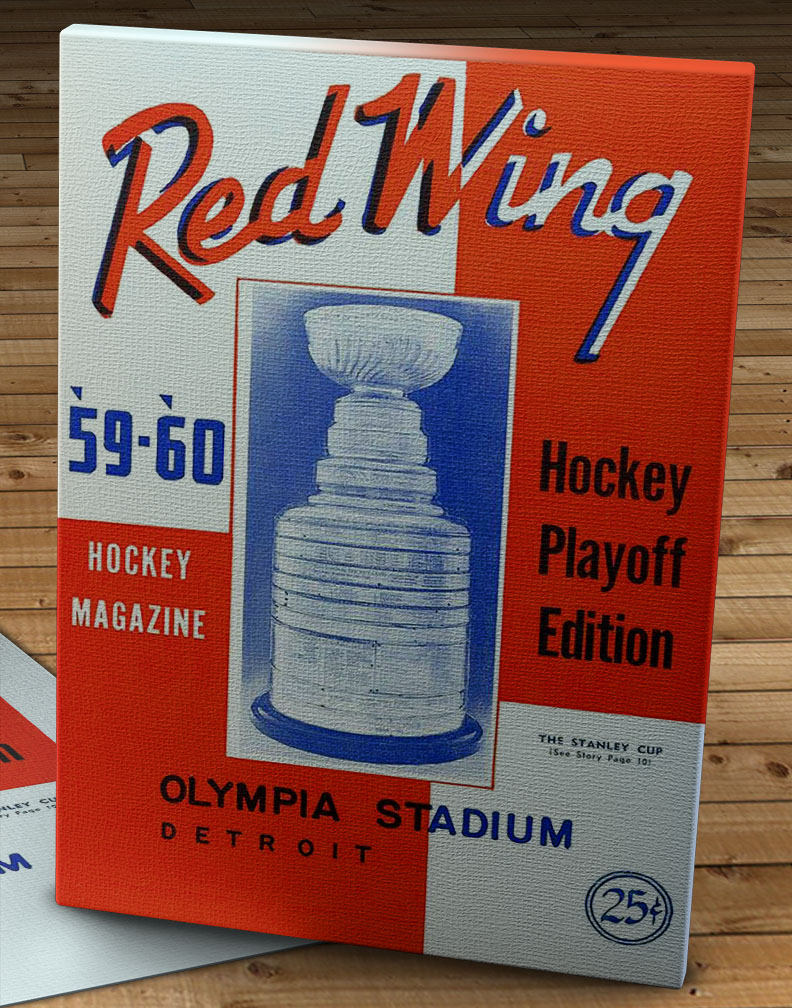 Red Wing
'59-'60
HOCKEY
MAGAZINE
Hockey
Playoff
Edition
THE STANLEY CUP
(See Story Page 10)
OLYMPIA STADIUM
DETROIT
25¢